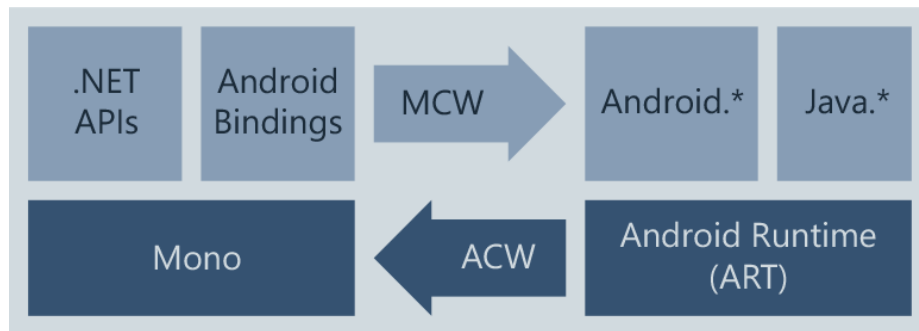 .NET
APIs
Android
Bindings
MCW
Android.*
Java.*
Mono
ACW
Android Runtime
(ART)